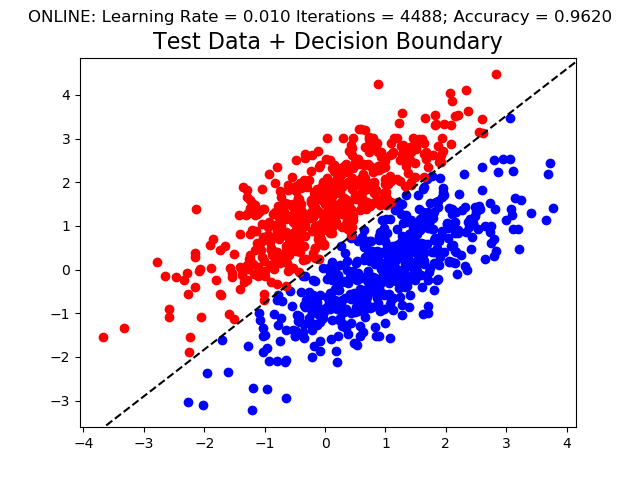 ONLINE: Learning Rate = 0.010 Iterations = 4488; Accuracy = 0.9620
Test Data + Decision Boundary
4
3
2
1
0
−1
−2
−3
−4 −3 −2 −1 0 1 2 3 4